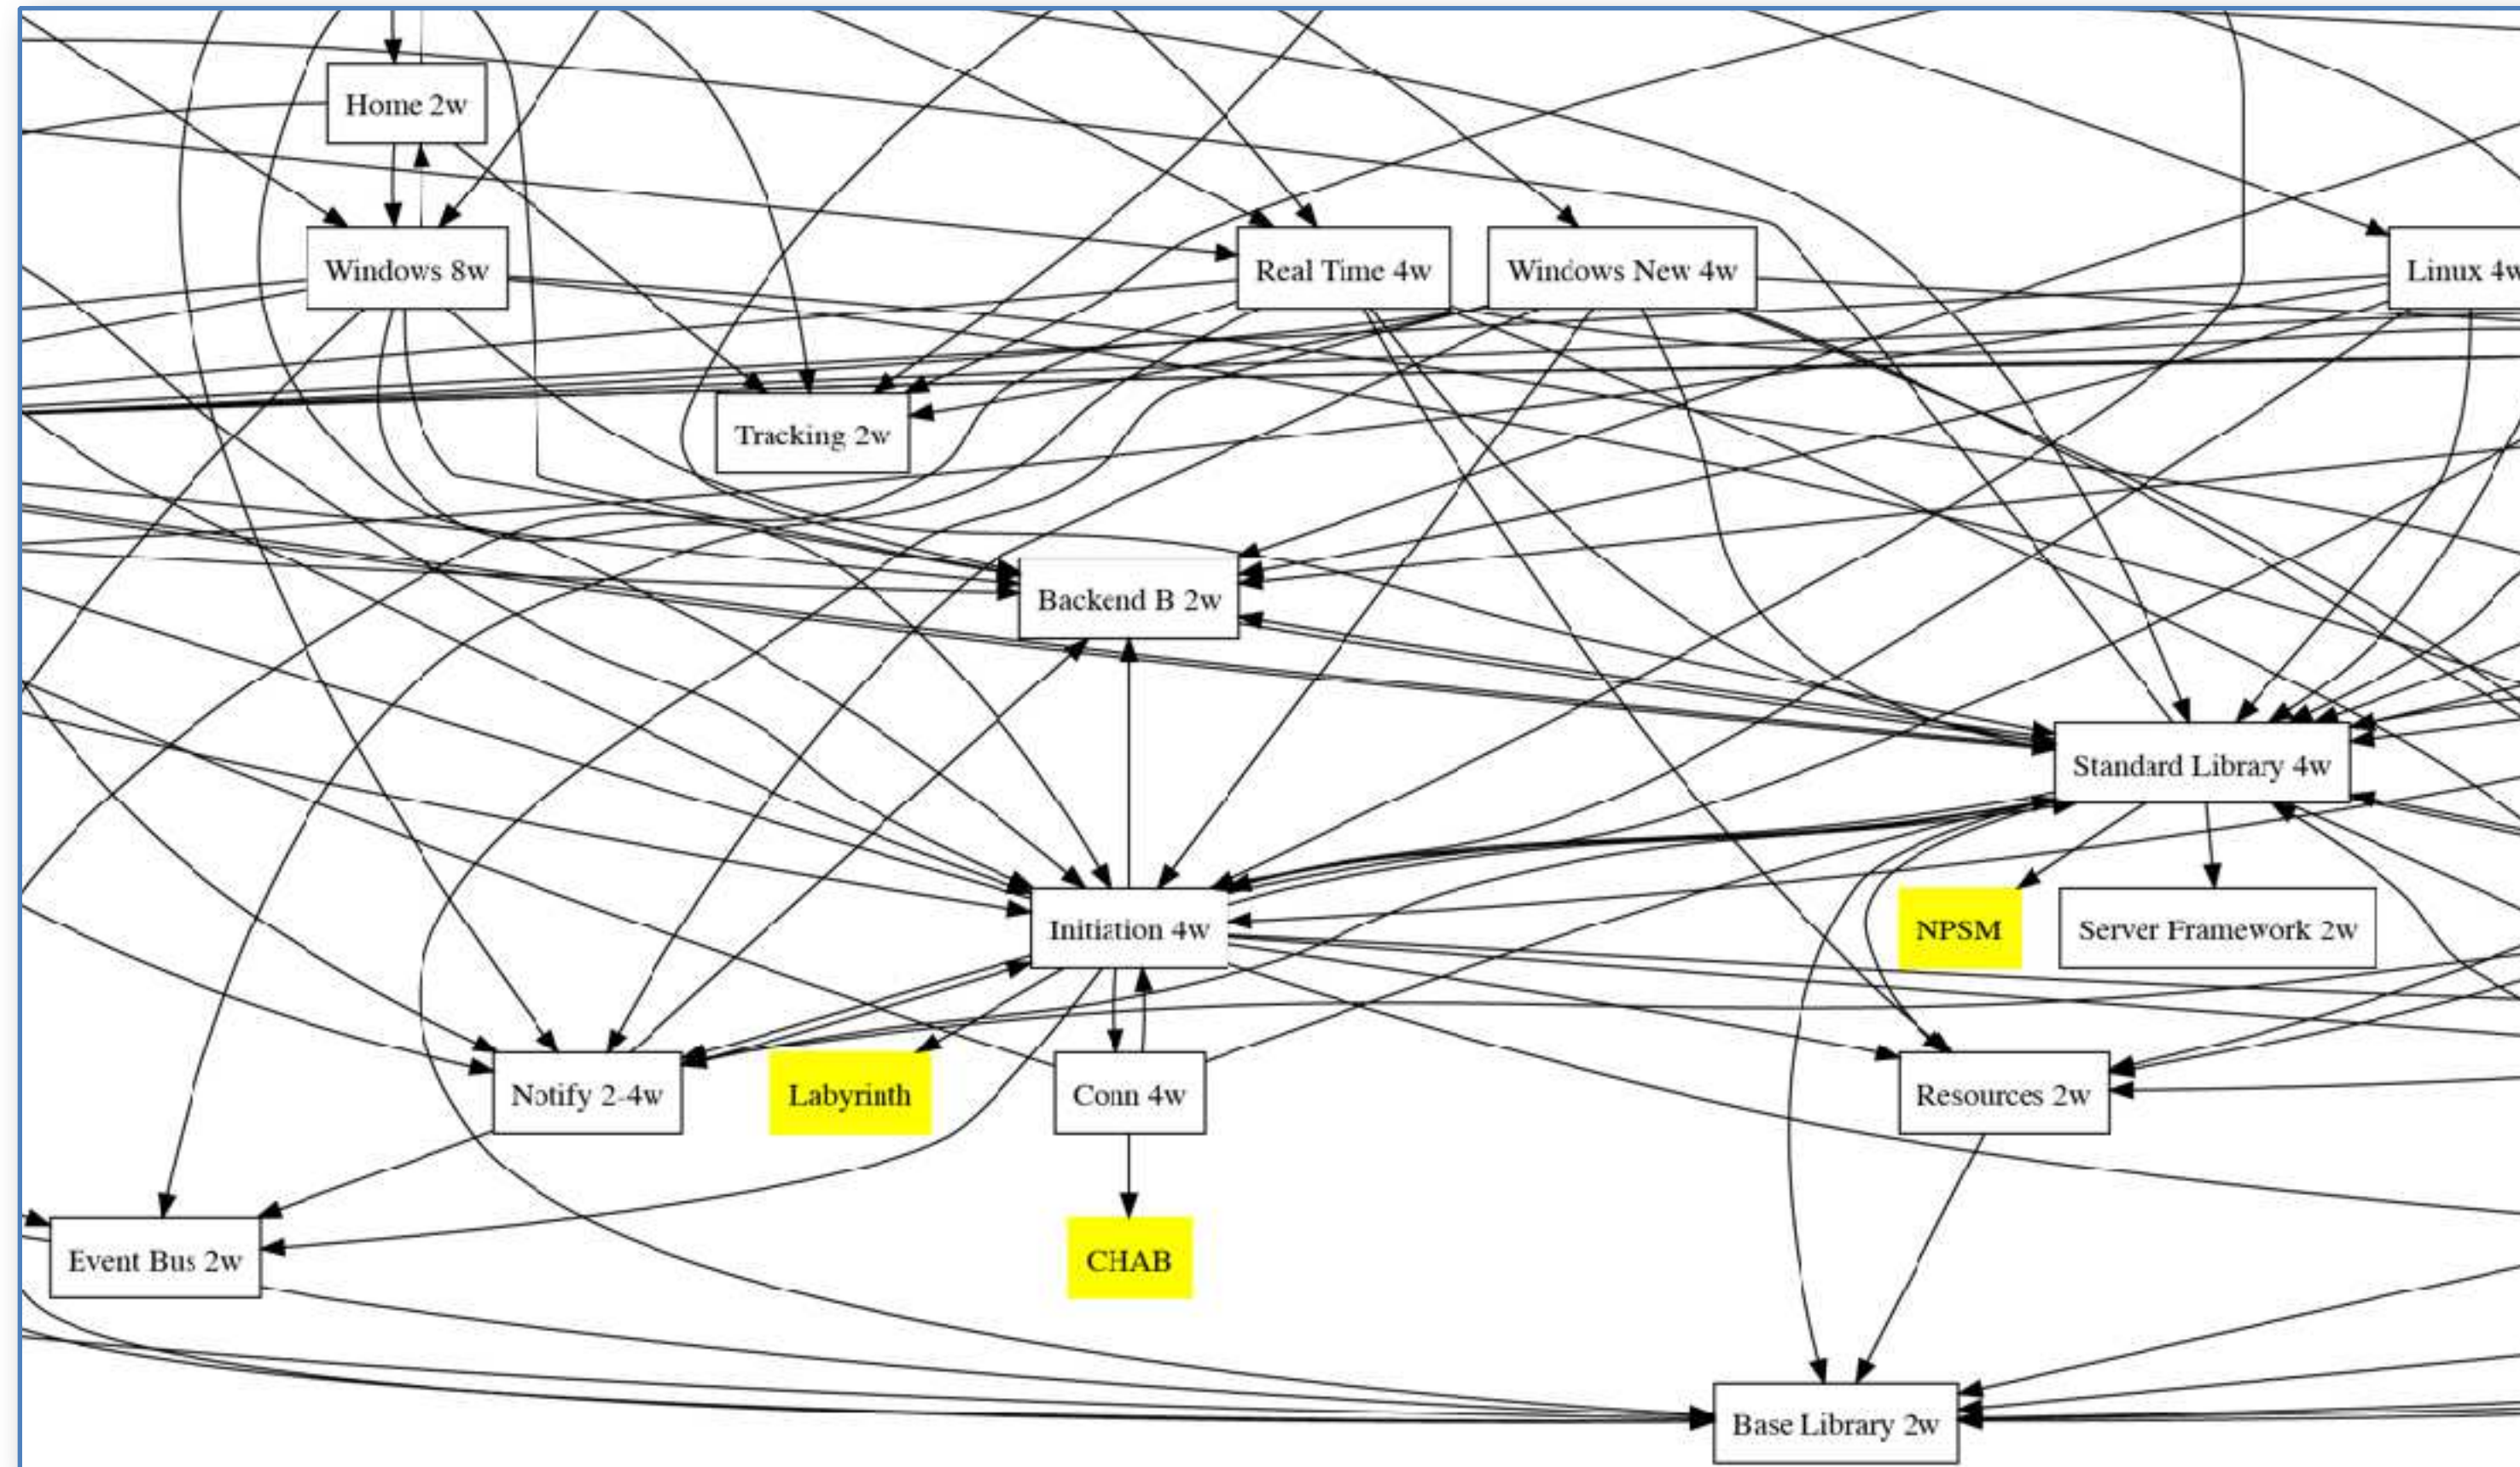 Home 2w
Windows 8w
Real Time 4w
Windows New 4w
Linux 4w
Tracking 2w
Backend B 2w
Standard Library 4w
Initiation 4w
NPSM
Server Framework 2w
Notify 2-4w
Labyrinth
Conn 4w
Resources 2w
Event Bus 2w
CHAB
Base Library 2w